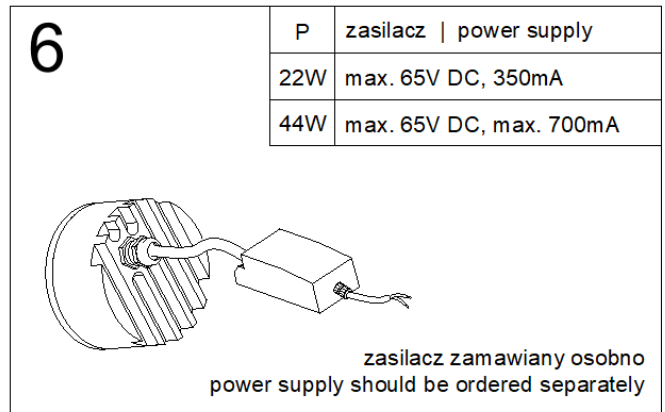 6
P zasilacz | power supply
22W max. 65V DC, 350mA
44W max. 65V DC, max. 700mA
zasilacz zamawiany osobno
power supply should be ordered separately